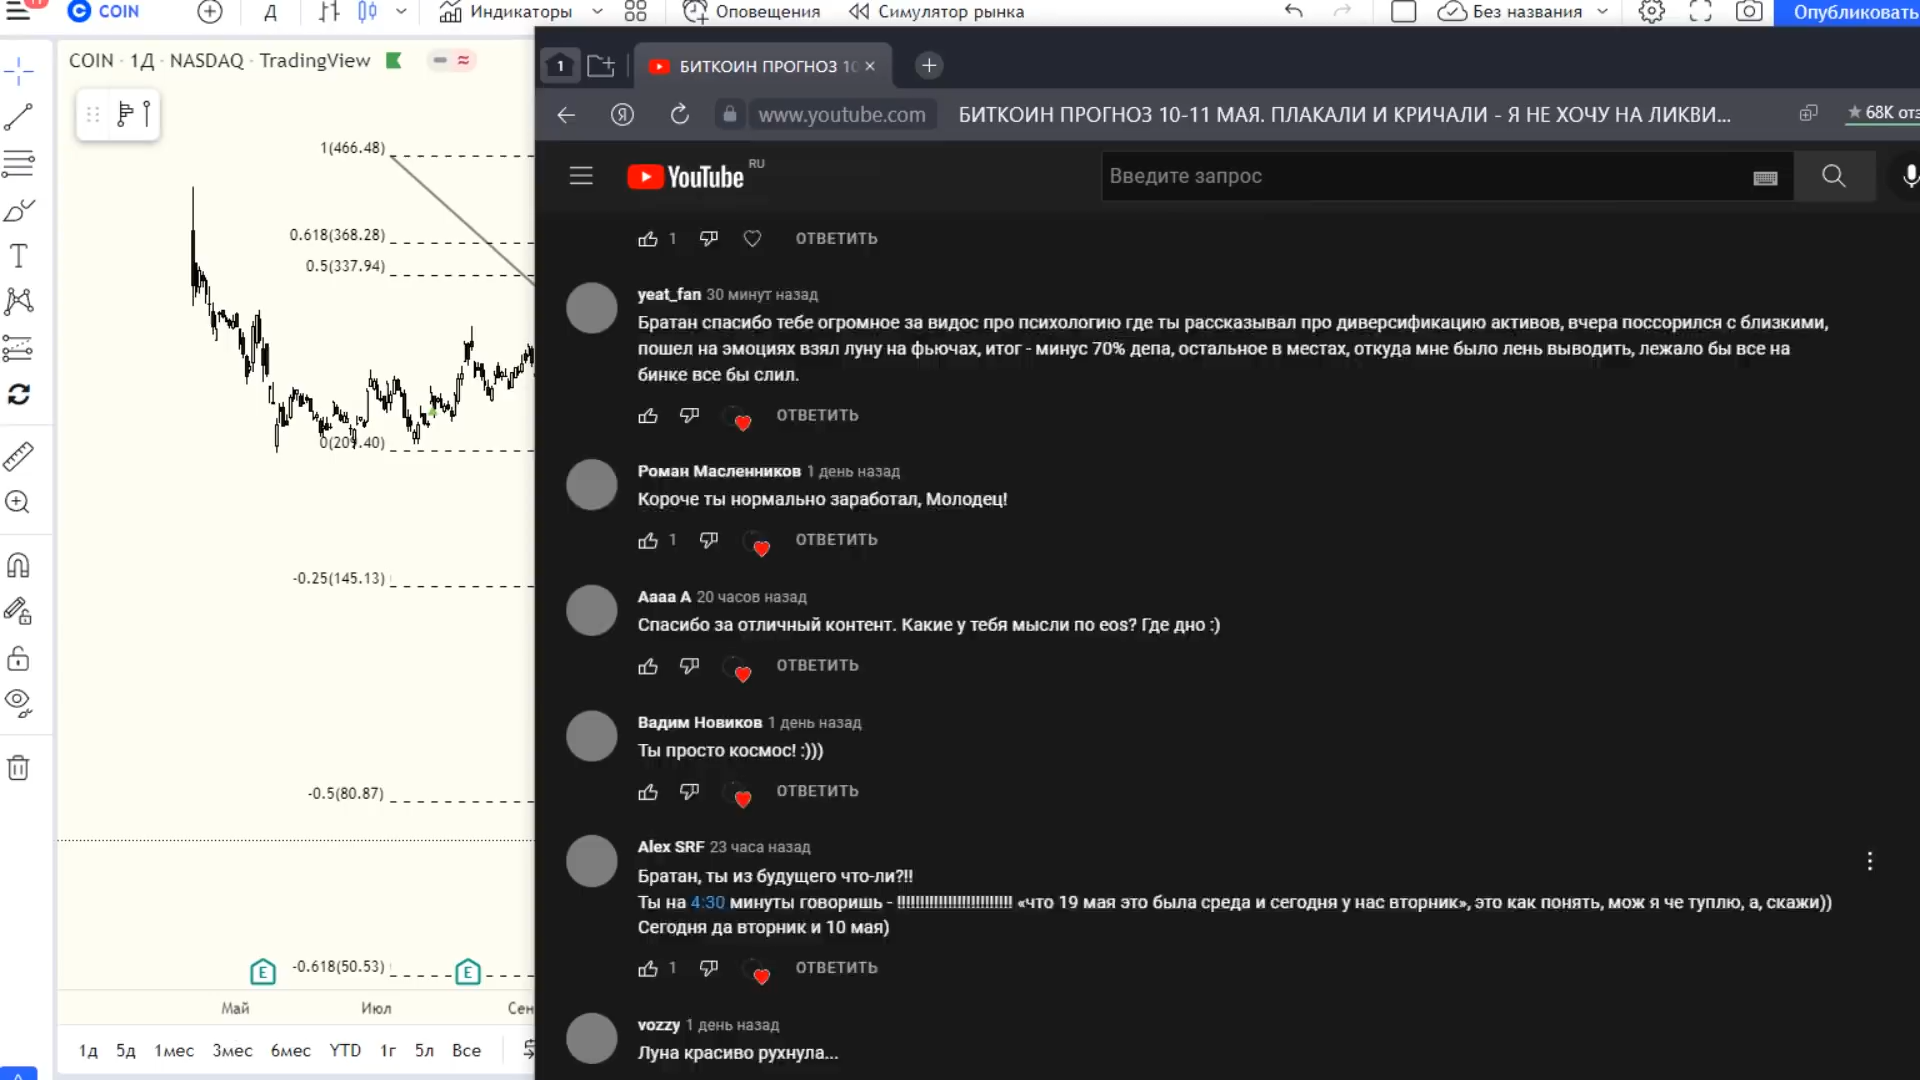 COIN
Д
Индикаторы
Оповещения
Симулятор рынка
Без названия
Опубликовать
COIN · 1Д · NASDAQ · TradingView
1(466.48)
0.618(368.28)
0.5(337.94)
0(209.40)
-0.25(145.13)
-0.5(80.87)
-0.618(50.53)
E
E
Май
Июл
Сен
1д 5д 1мес 3мес 6мес YTD 1г 5л Все
1
БИТКОИН ПРОГНОЗ 10
www.youtube.com
БИТКОИН ПРОГНОЗ 10-11 МАЯ. ПЛАКАЛИ И КРИЧАЛИ - Я НЕ ХОЧУ НА ЛИКВИ...
68K отз
YouTube RU
Введите запрос
1 ОТВЕТИТЬ
yeat_fan 30 минут назад
Братан спасибо тебе огромное за видос про психологию где ты рассказывал про диверсификацию активов, вчера поссорился с близкими,
пошел на эмоциях взял луну на фьючах, итог - минус 70% депа, остальное в местах, откуда мне было лень выводить, лежало бы все на
бинке все бы слил.
ОТВЕТИТЬ
Роман Масленников 1 день назад
Короче ты нормально заработал, Молодец!
1 ОТВЕТИТЬ
Aaaa A 20 часов назад
Спасибо за отличный контент. Какие у тебя мысли по eos? Где дно :)
ОТВЕТИТЬ
Вадим Новиков 1 день назад
Ты просто космос! :)))
ОТВЕТИТЬ
Alex SRF 23 часа назад
Братан, ты из будущего что-ли?!!
Ты на 4:30 минуты говоришь - !!!!!!!!!!!!!!!!!!!!!!!!! «что 19 мая это была среда и сегодня у нас вторник», это как понять, мож я че туплю, а, скажи))
Сегодня да вторник и 10 мая)
1 ОТВЕТИТЬ
vozzy 1 день назад
Луна красиво рухнула...